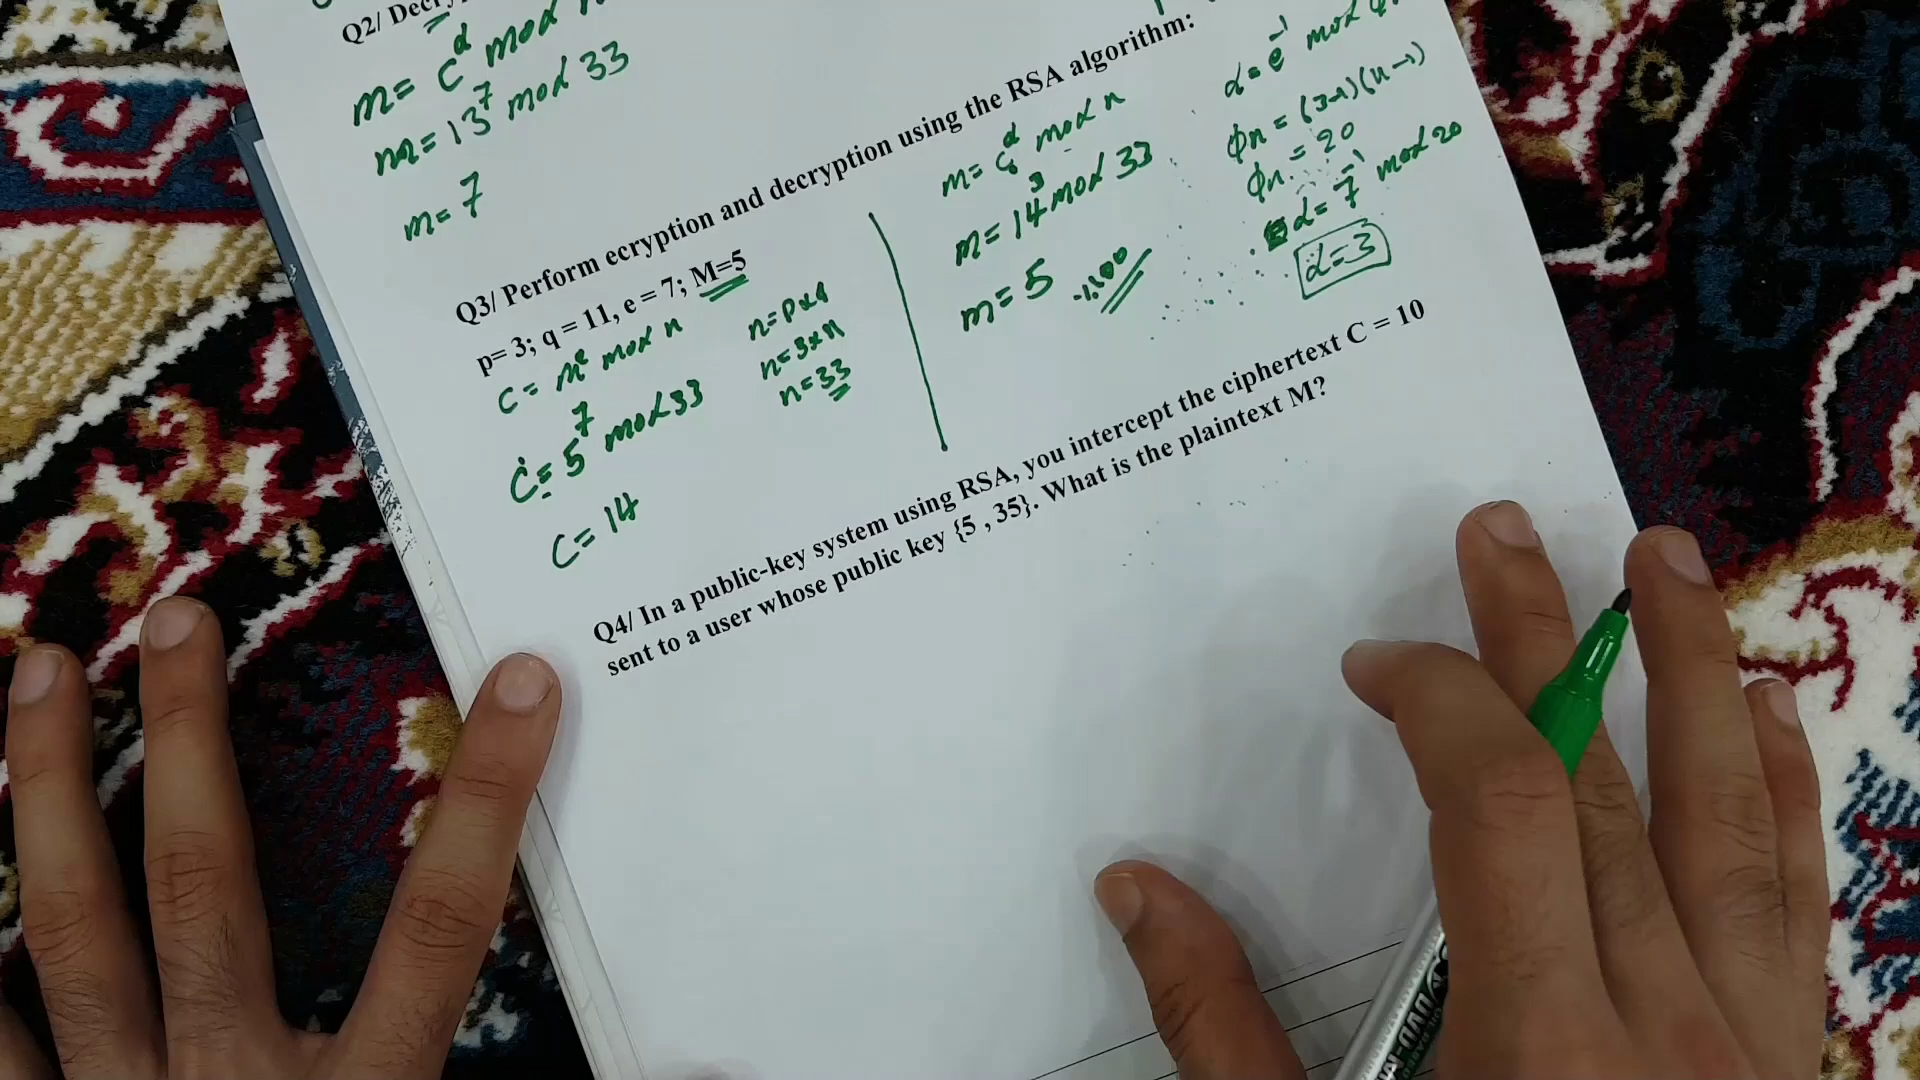 Q2/ Decry
m= c^d mod n
m= 13^7 mod 33
m= 7
Q3/ Perform ecryption and decryption using the RSA algorithm:
p= 3; q = 11, e = 7; M=5
c= m^e mod n
c= 5^7 mod 33
c= 14
n= p x q
n= 3 x 11
n= 33
m= c^d mod n
m= 14^3 mod 33
m= 5
%100
d= e^-1 mod
φn = (3-1)(11-1)
φn = 20
d= 7^-1 mod 20
d=3
Q4/ In a public-key system using RSA, you intercept the ciphertext C = 10
sent to a user whose public key {5 , 35}. What is the plaintext M?